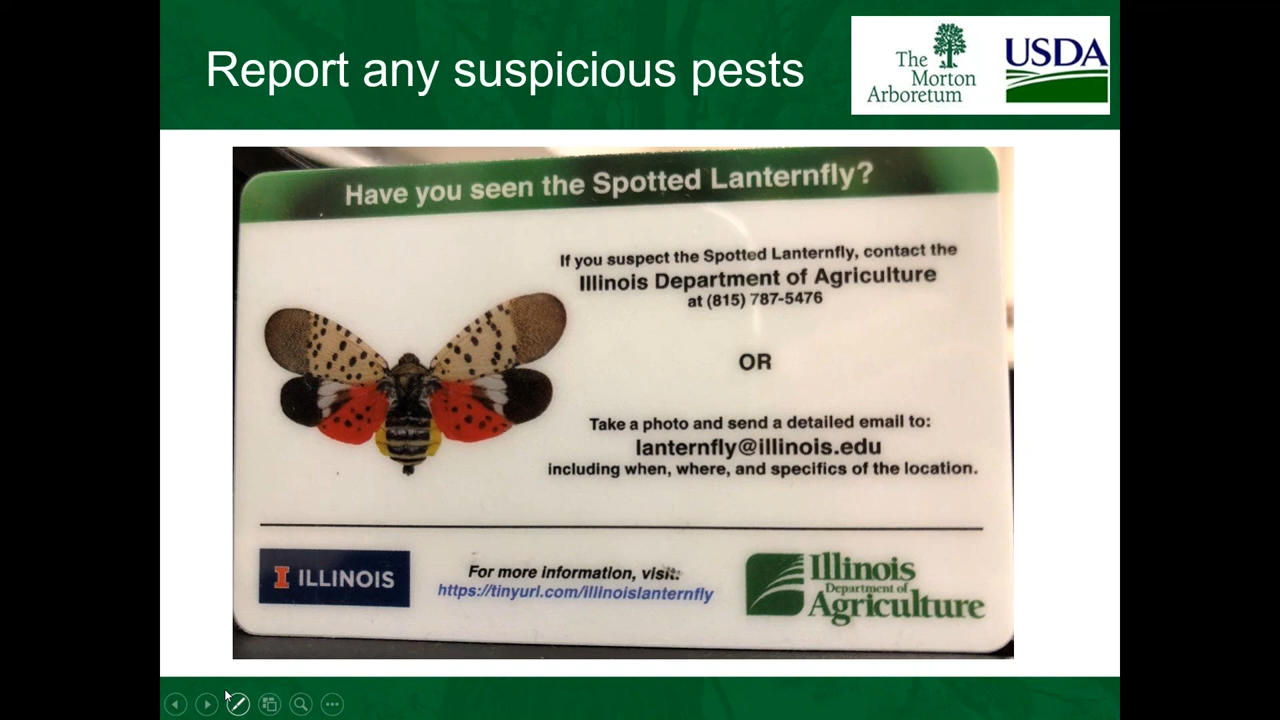 Report any suspicious pests
The
Morton
Arboretum
USDA
Have you seen the Spotted Lanternfly?
If you suspect the Spotted Lanternfly, contact the
Illinois Department of Agriculture
at (815) 787-5476
OR
Take a photo and send a detailed email to:
lanternfly@illinois.edu
including when, where, and specifics of the location.
I ILLINOIS
For more information, visit:
https://tinyurl.com/illinoislanternfly
Illinois
Department of
Agriculture